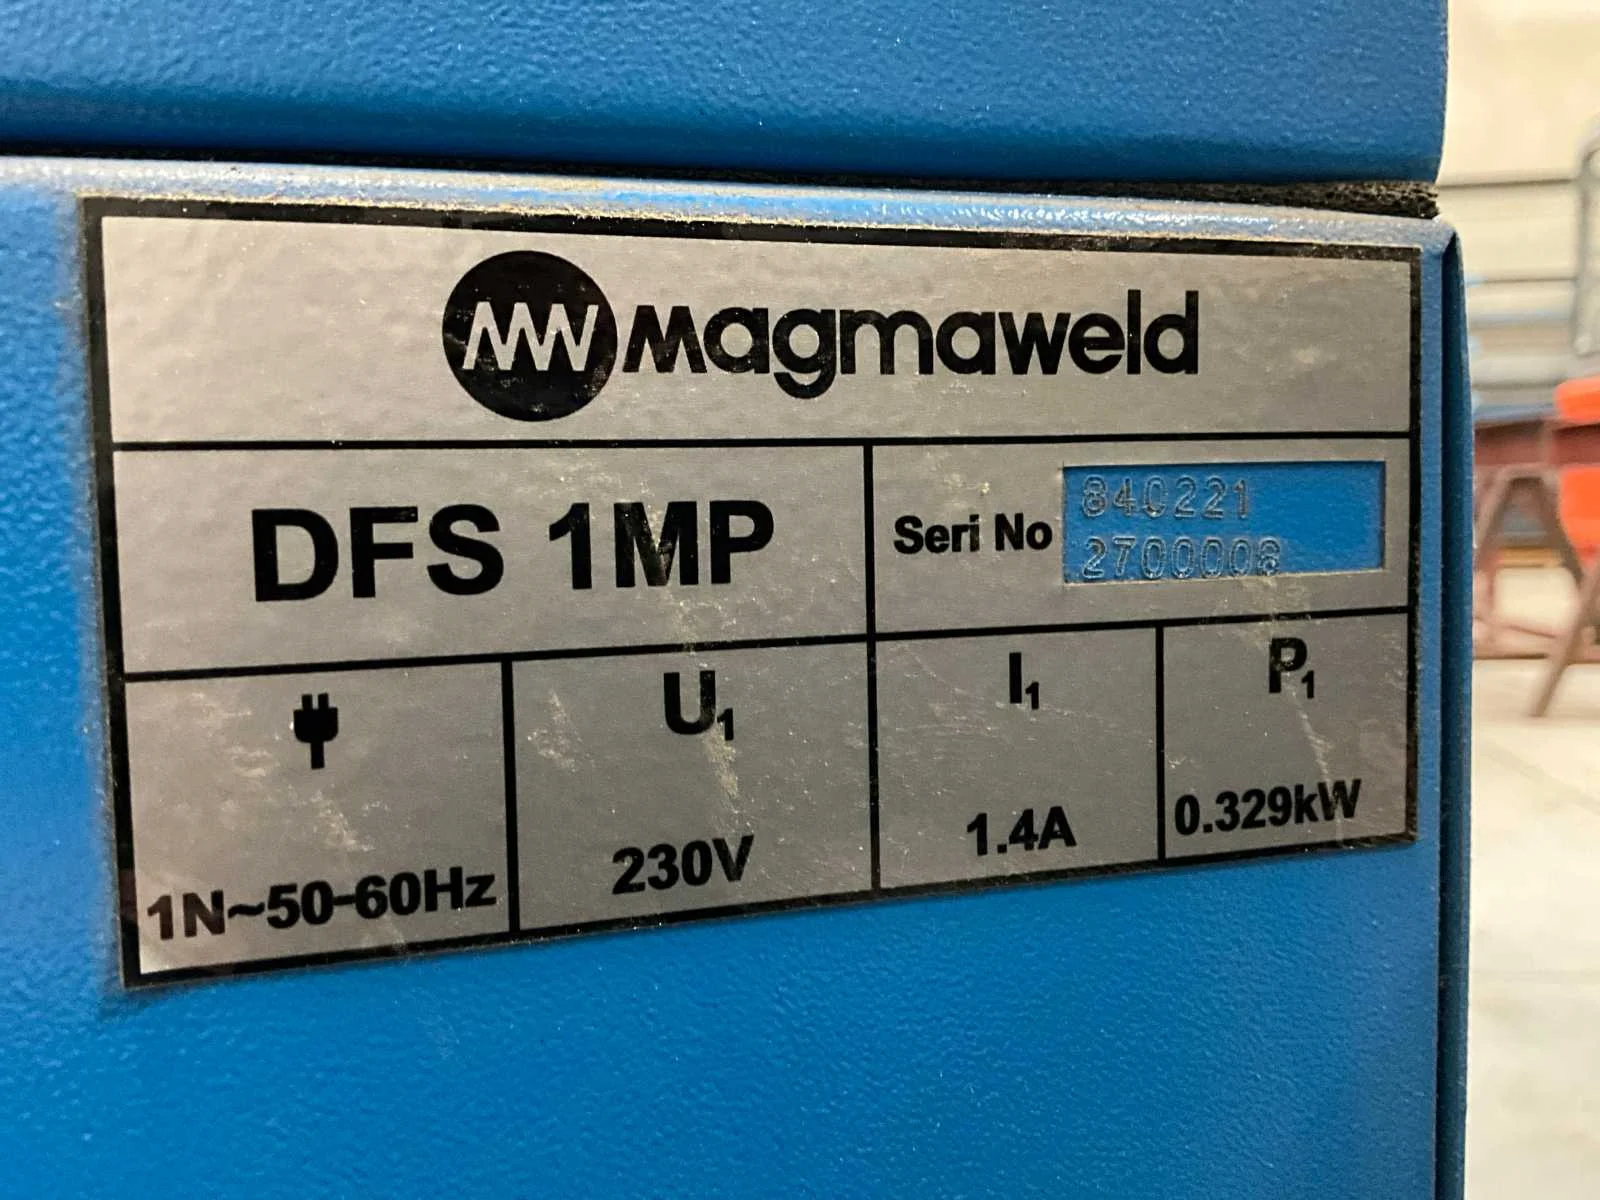 Magmaweld
DFS 1MP
Seri No
840221
2700008
U1
I1
P1
1N~50-60Hz
230V
1.4A
0.329kW